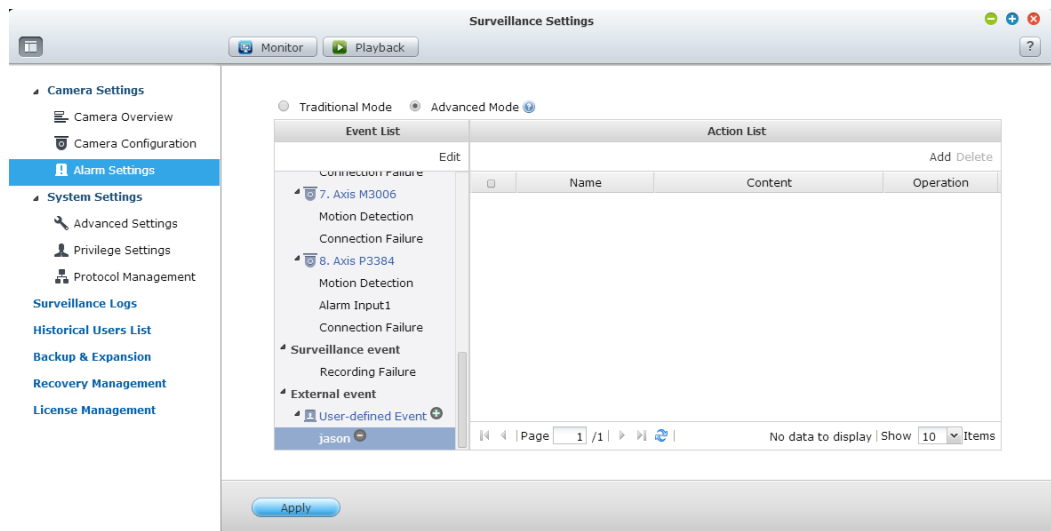 Surveillance Settings
Monitor
Playback
?
Camera Settings
Camera Overview
Camera Configuration
Alarm Settings
System Settings
Advanced Settings
Privilege Settings
Protocol Management
Surveillance Logs
Historical Users List
Backup & Expansion
Recovery Management
License Management
Traditional Mode
Advanced Mode
Event List
Edit
Connection Failure
7. Axis M3006
Motion Detection
Connection Failure
8. Axis P3384
Motion Detection
Alarm Input1
Connection Failure
Surveillance event
Recording Failure
External event
User-defined Event
jason
Action List
Add Delete
Name Content Operation
Page 1 /1 | No data to display | Show 10 Items
Apply